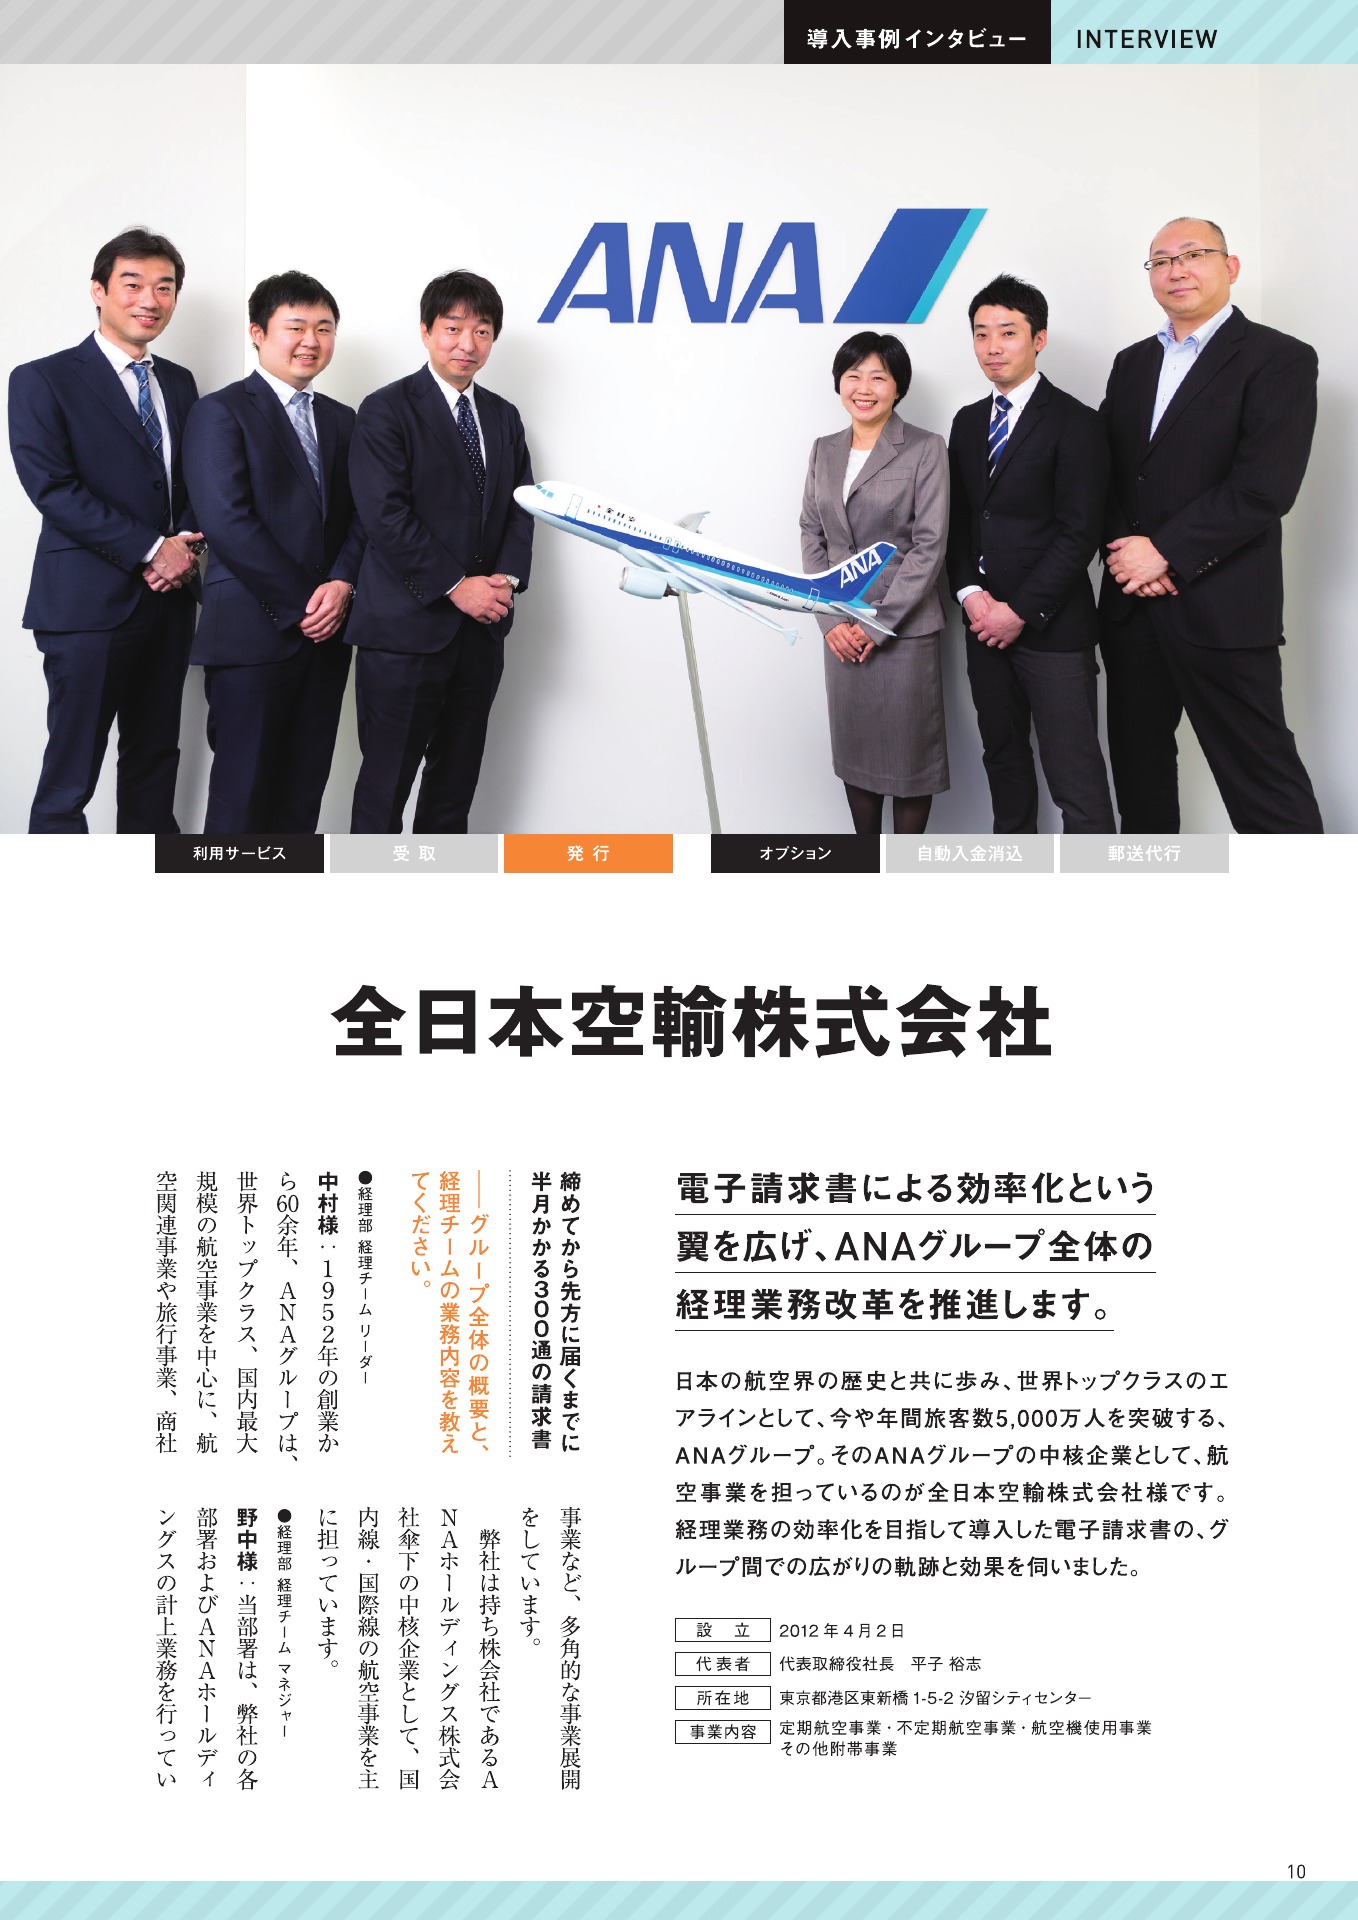 導入事例インタビュー
INTERVIEW
ANA
全日空
ANA
利用サービス
受 取
発 行
オプション
自動入金消込
郵送代行
全日本空輸株式会社
電子請求書による効率化という
翼を広げ、ANAグループ全体の
経理業務改革を推進します。
日本の航空界の歴史と共に歩み、世界トップクラスのエ
アラインとして、今や年間旅客数5,000万人を突破する、
ANAグループ。そのANAグループの中核企業として、航
空事業を担っているのが全日本空輸株式会社様です。
経理業務の効率化を目指して導入した電子請求書の、グ
ループ間での広がりの軌跡と効果を伺いました。
設 立 2012年4月2日
代表者 代表取締役社長 平子 裕志
所在地 東京都港区東新橋 1-5-2 汐留シティセンター
事業内容 定期航空事業・不定期航空事業・航空機使用事業
その他附帯事業
締めてから先方に届くまでに
半月かかる300通の請求書
――グループ全体の概要と、
経理チームの業務内容を教え
てください。
●経理部 経理チーム リーダー
中村様:1952年の創業か
ら60余年、ANAグループは、
世界トップクラス、国内最大
規模の航空事業を中心に、航
空関連事業や旅行事業、商社
事業など、多角的な事業展開
をしています。
弊社は持ち株会社であるA
NAホールディングス株式会
社傘下の中核企業として、国
内線・国際線の航空事業を主
に担っています。
●経理部 経理チーム マネジャー
野中様:当部署は、弊社の各
部署およびANAホールディ
ングスの計上業務を行ってい
10